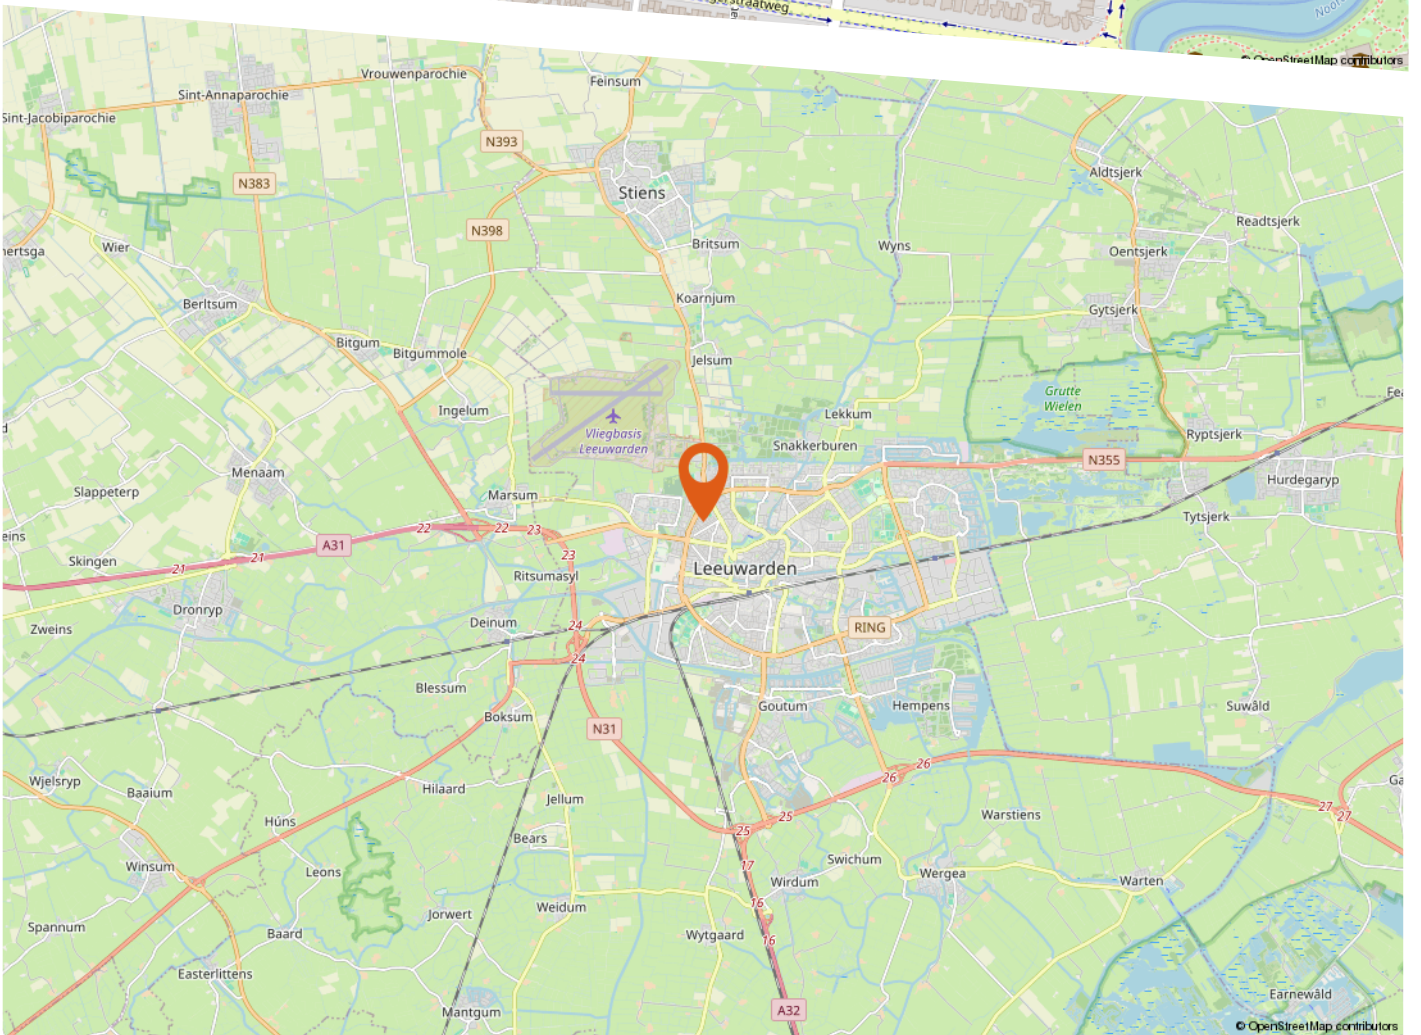 © OpenStreetMap contributors
Vrouwenparochie
Feinsum
Sint-Annaparochie
Sint-Jacobiparochie
N393
Aldtsjerk
N383
Stiens
Readtsjerk
N398
Britsum
Wyns
Wier
Oentsjerk
Koarnjum
Berltsum
Gytsjerk
Bitgum
Bitgummole
Jelsum
Grutte
Wielen
Ingelum
Lekkum
Vliegbasis
Leeuwarden
Snakkerburen
Ryptsjerk
N355
Menaam
Hurdegaryp
Slappeterp
Marsum
Tytsjerk
22
22
23
A31
23
21
21
Skingen
Leeuwarden
Ritsumasyl
Dronryp
Zweins
Deinum
24
RING
24
Blessum
Goutum
Hempens
Suwâld
Boksum
N31
26
26
Wjelsryp
Baaium
Hilaard
Jellum
27
27
Húns
25
25
Warstiens
Bears
Winsum
Leons
17
Swichum
Wirdum
Wergea
Warten
16
Weidum
Jorwert
Spannum
Baard
Wytgaard
16
Easterlittens
Earnewâld
Mantgum
A32
© OpenStreetMap contributors